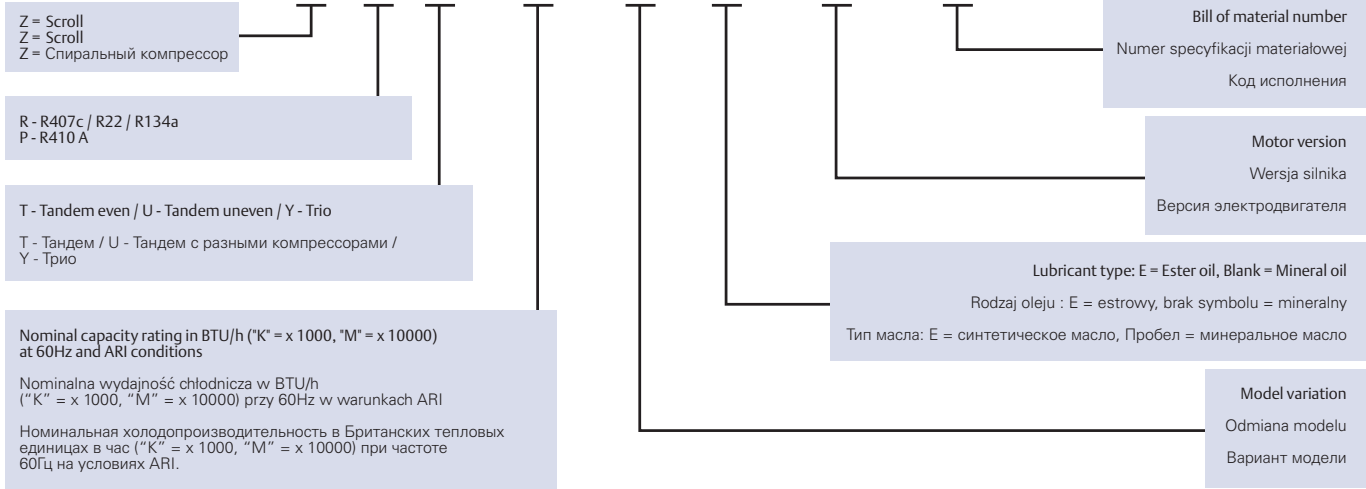 Z = Scroll
Z = Scroll
Z = Спиральный компрессор
R - R407c / R22 / R134a
P - R410 A
T - Tandem even / U - Tandem uneven / Y - Trio
T - Тандем / U - Тандем с разными компрессорами /
Y - Трио
Nominal capacity rating in BTU/h ("K" = x 1000, "M" = x 10000)
at 60Hz and ARI conditions
Nominalna wydajność chłodnicza w BTU/h
(“K” = x 1000, “M” = x 10000) przy 60Hz w warunkach ARI
Номинальная холодопроизводительность в Британских тепловых
единицах в час (“K” = x 1000, “M” = x 10000) при частоте
60Гц на условиях ARI.
Bill of material number
Numer specyfikacji materiałowej
Код исполнения
Motor version
Wersja silnika
Версия электродвигателя
Lubricant type: E = Ester oil, Blank = Mineral oil
Rodzaj oleju : E = estrowy, brak symbolu = mineralny
Тип масла: E = синтетическое масло, Пробел = минеральное масло
Model variation
Odmiana modelu
Вариант модели